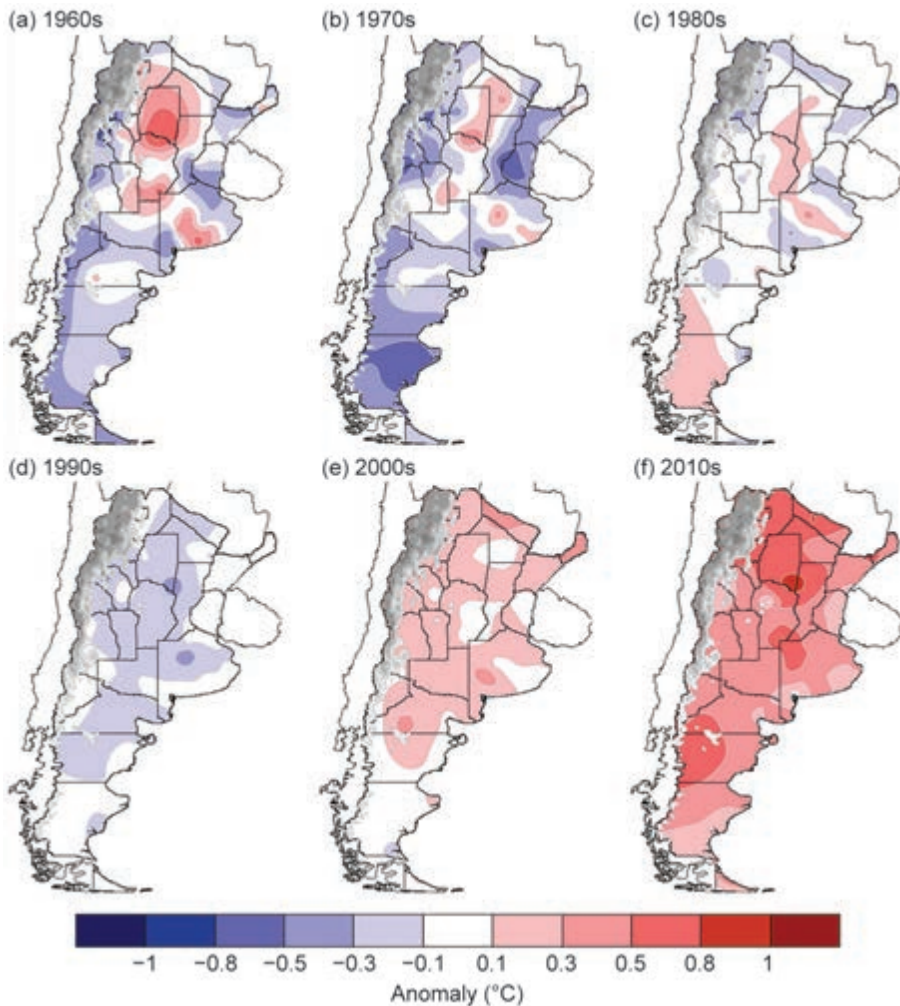 (a) 1960s
(b) 1970s
(c) 1980s
(d) 1990s
(e) 2000s
(f) 2010s
−1 −0.8 −0.5 −0.3 −0.1 0.1 0.3 0.5 0.8 1
Anomaly (°C)